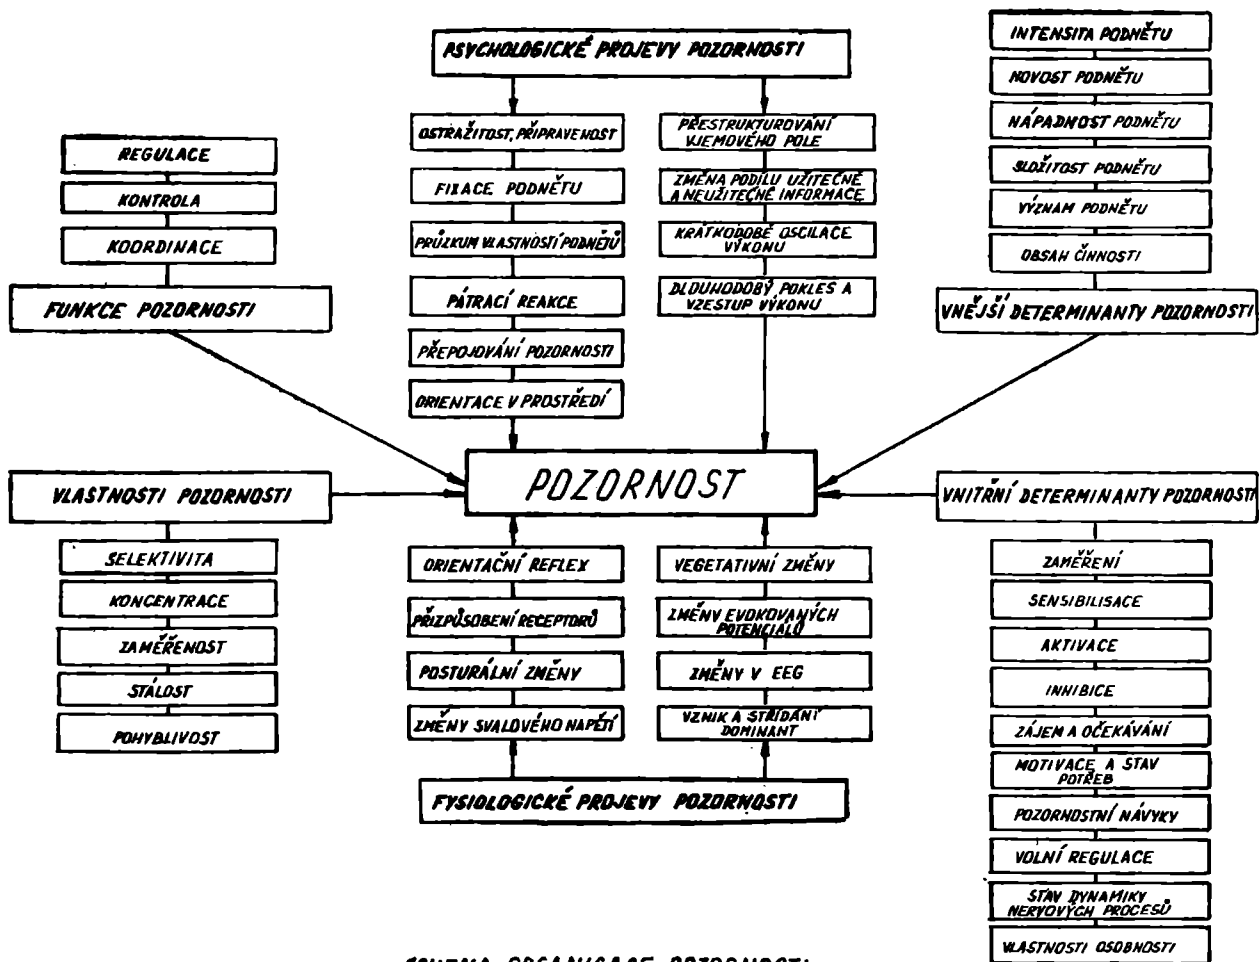 PSYCHOLOGICKÉ PROJEVY POZORNOSTI
OSTRAŽITOST, PŘIPRAVENOST
FIXACE PODNĚTU
PRŮZKUM VLASTNOSTÍ PODNĚTŮ
PÁTRACÍ REAKCE
PŘEPOJOVÁNÍ POZORNOSTI
ORIENTACE V PROSTŘEDÍ
PŘESTRUKTUROVÁNÍ
VJEMOVÉHO POLE
ZMĚNA PODÍLU UŽITEČNÉ
A NEUŽITEČNÉ INFORMACE
KRÁTKODOBÉ OSCILACE
VÝKONU
DLOUHODOBÝ POKLES A
VZESTUP VÝKONU
REGULACE
KONTROLA
KOORDINACE
FUNKCE POZORNOSTI
INTENSITA PODNĚTU
NOVOST PODNĚTU
NÁPADNOST PODNĚTU
SLOŽITOST PODNĚTU
VÝZNAM PODNĚTU
OBSAH ČINNOSTI
VNĚJŠÍ DETERMINANTY POZORNOSTI
POZORNOST
VLASTNOSTI POZORNOSTI
SELEKTIVITA
KONCENTRACE
ZAMĚŘENOST
STÁLOST
POHYBLIVOST
ORIENTAČNÍ REFLEX
PŘIZPŮSOBENÍ RECEPTORŮ
POSTURÁLNÍ ZMĚNY
ZMĚNY SVALOVÉHO NAPĚTÍ
VEGETATIVNÍ ZMĚNY
ZMĚNY EVOKOVANÝCH
POTENCIÁLŮ
ZMĚNY V EEG
VZNIK A STŘÍDÁNÍ
DOMINANT
FYSIOLOGICKÉ PROJEVY POZORNOSTI
VNITŘNÍ DETERMINANTY POZORNOSTI
ZAMĚŘENÍ
SENSIBILISACE
AKTIVACE
INHIBICE
ZÁJEM A OČEKÁVÁNÍ
MOTIVACE A STAV
POTŘEB
POZORNOSTNÍ NÁVYKY
VOLNÍ REGULACE
STAV DYNAMIKY
NERVOVÝCH PROCESŮ
VLASTNOSTI OSOBNOSTI
SCHEMA ORGANISACE POZORNOSTI